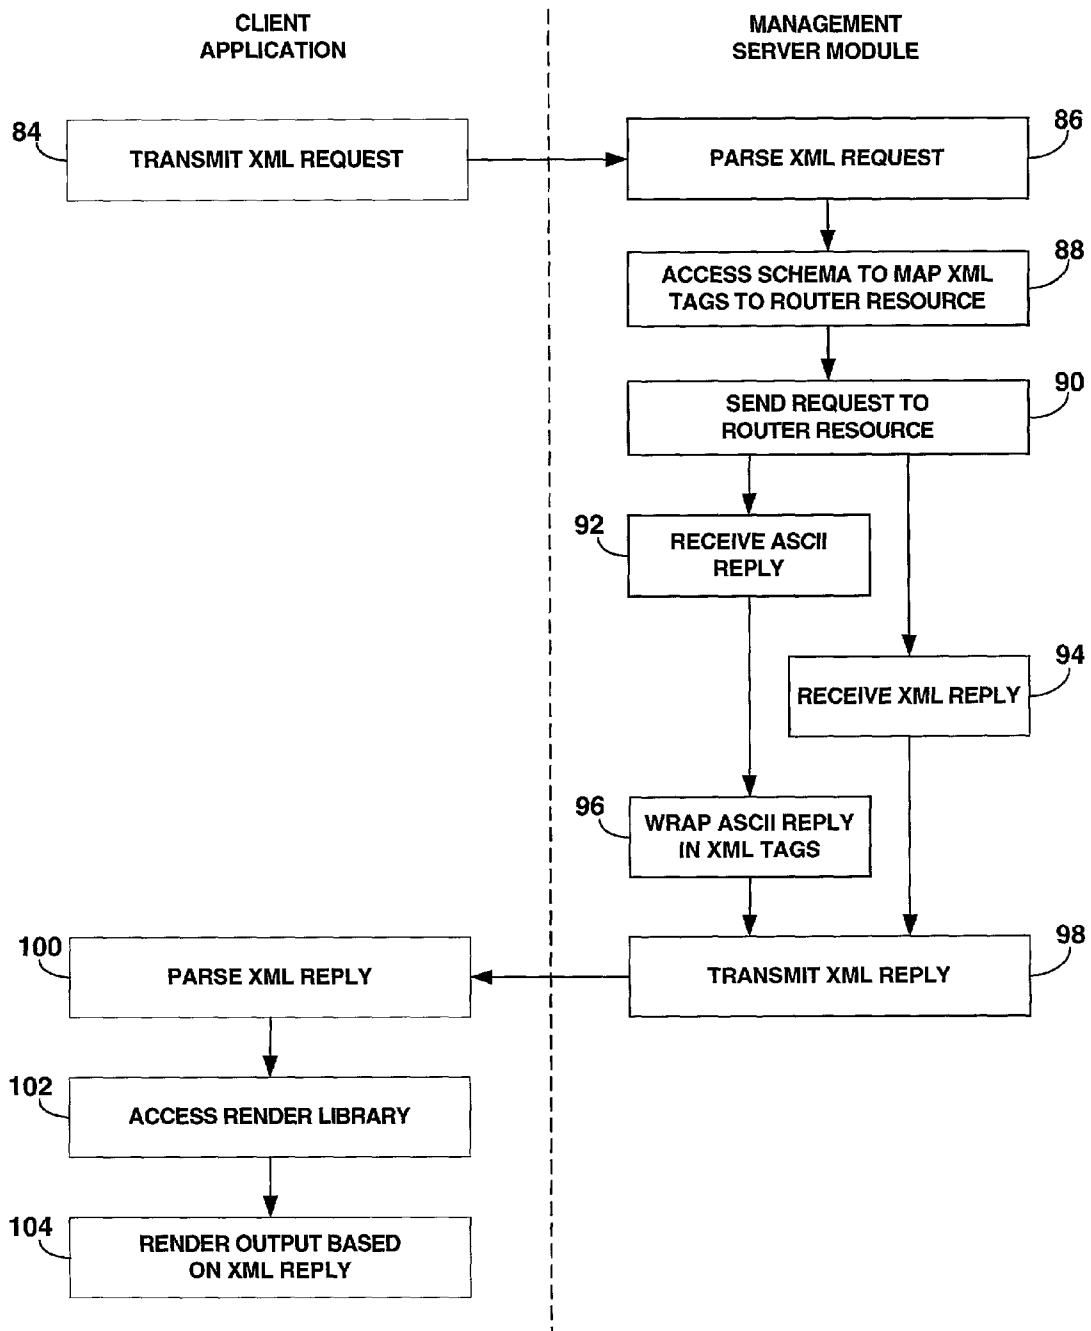 CLIENT
APPLICATION
MANAGEMENT
SERVER MODULE
84
TRANSMIT XML REQUEST
86
PARSE XML REQUEST
88
ACCESS SCHEMA TO MAP XML
TAGS TO ROUTER RESOURCE
90
SEND REQUEST TO
ROUTER RESOURCE
92
RECEIVE ASCII
REPLY
94
RECEIVE XML REPLY
96
WRAP ASCII REPLY
IN XML TAGS
98
TRANSMIT XML REPLY
100
PARSE XML REPLY
102
ACCESS RENDER LIBRARY
104
RENDER OUTPUT BASED
ON XML REPLY